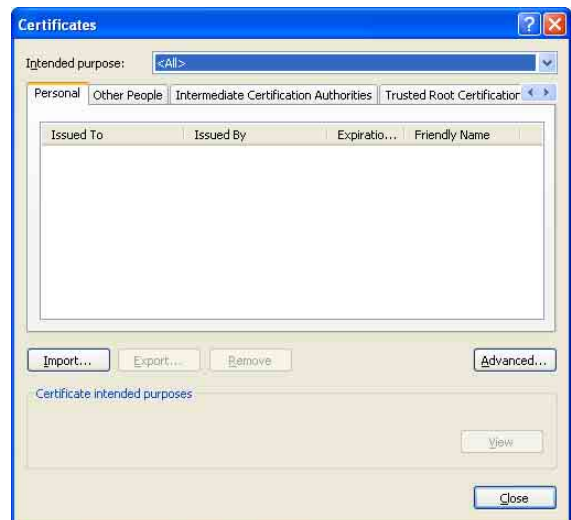 Certificates
Intended purpose: <All>
Personal Other People Intermediate Certification Authorities Trusted Root Certification
Issued To Issued By Expiratio... Friendly Name
Import... Export... Remove Advanced...
Certificate intended purposes
View
Close